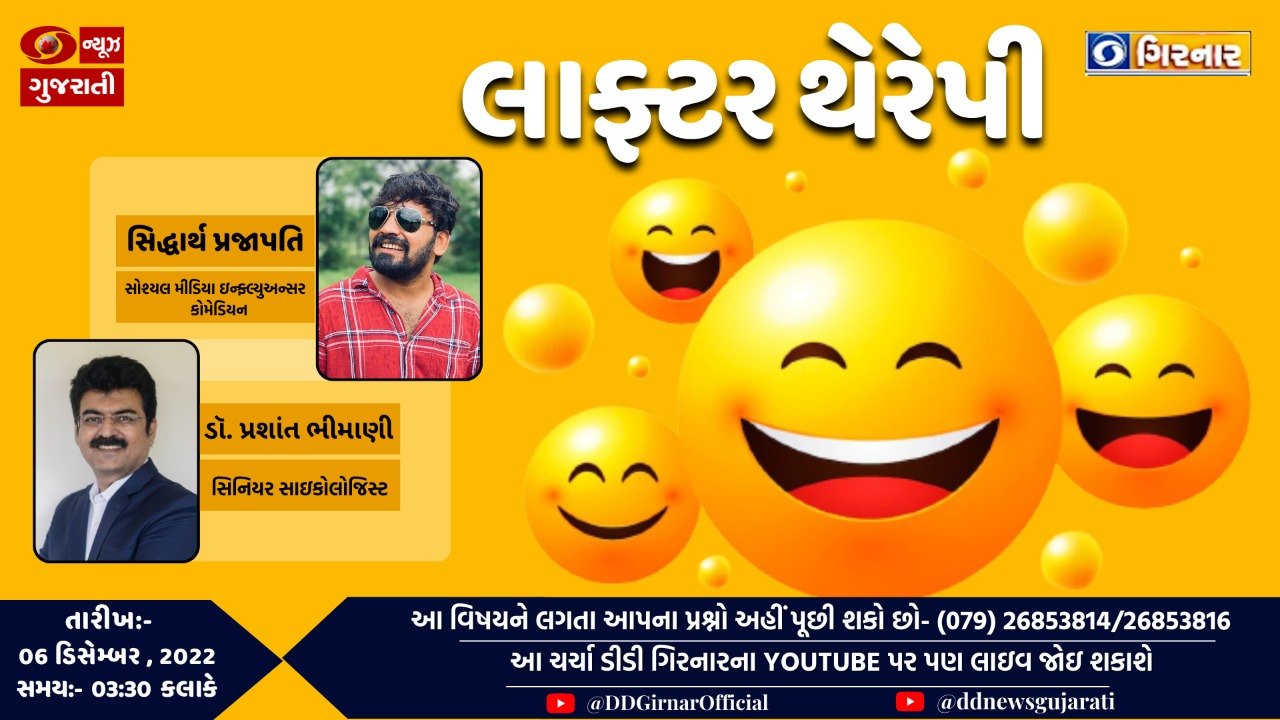 ન્યૂઝ
ગુજરાતી
લાફ્ટર થેરેપી
ગિરનાર
સિદ્ધાર્થ પ્રજાપતિ
સોશ્યલ મીડિયા ઇન્ફ્લ્યુઅન્સર
કોમેડિયન
ડૉ. પ્રશાંત ભીમાણી
સિનિયર સાઇકોલોજિસ્ટ
તારીખ:-
06 ડિસેમ્બર , 2022
સમય:- 03:30 કલાકે
આ વિષયને લગતા આપના પ્રશ્નો અહીં પૂછી શકો છો- (079) 26853814/26853816
આ ચર્ચા ડીડી ગિરનારના YOUTUBE પર પણ લાઇવ જોઇ શકાશે
@DDGirnarOfficial
@ddnewsgujarati